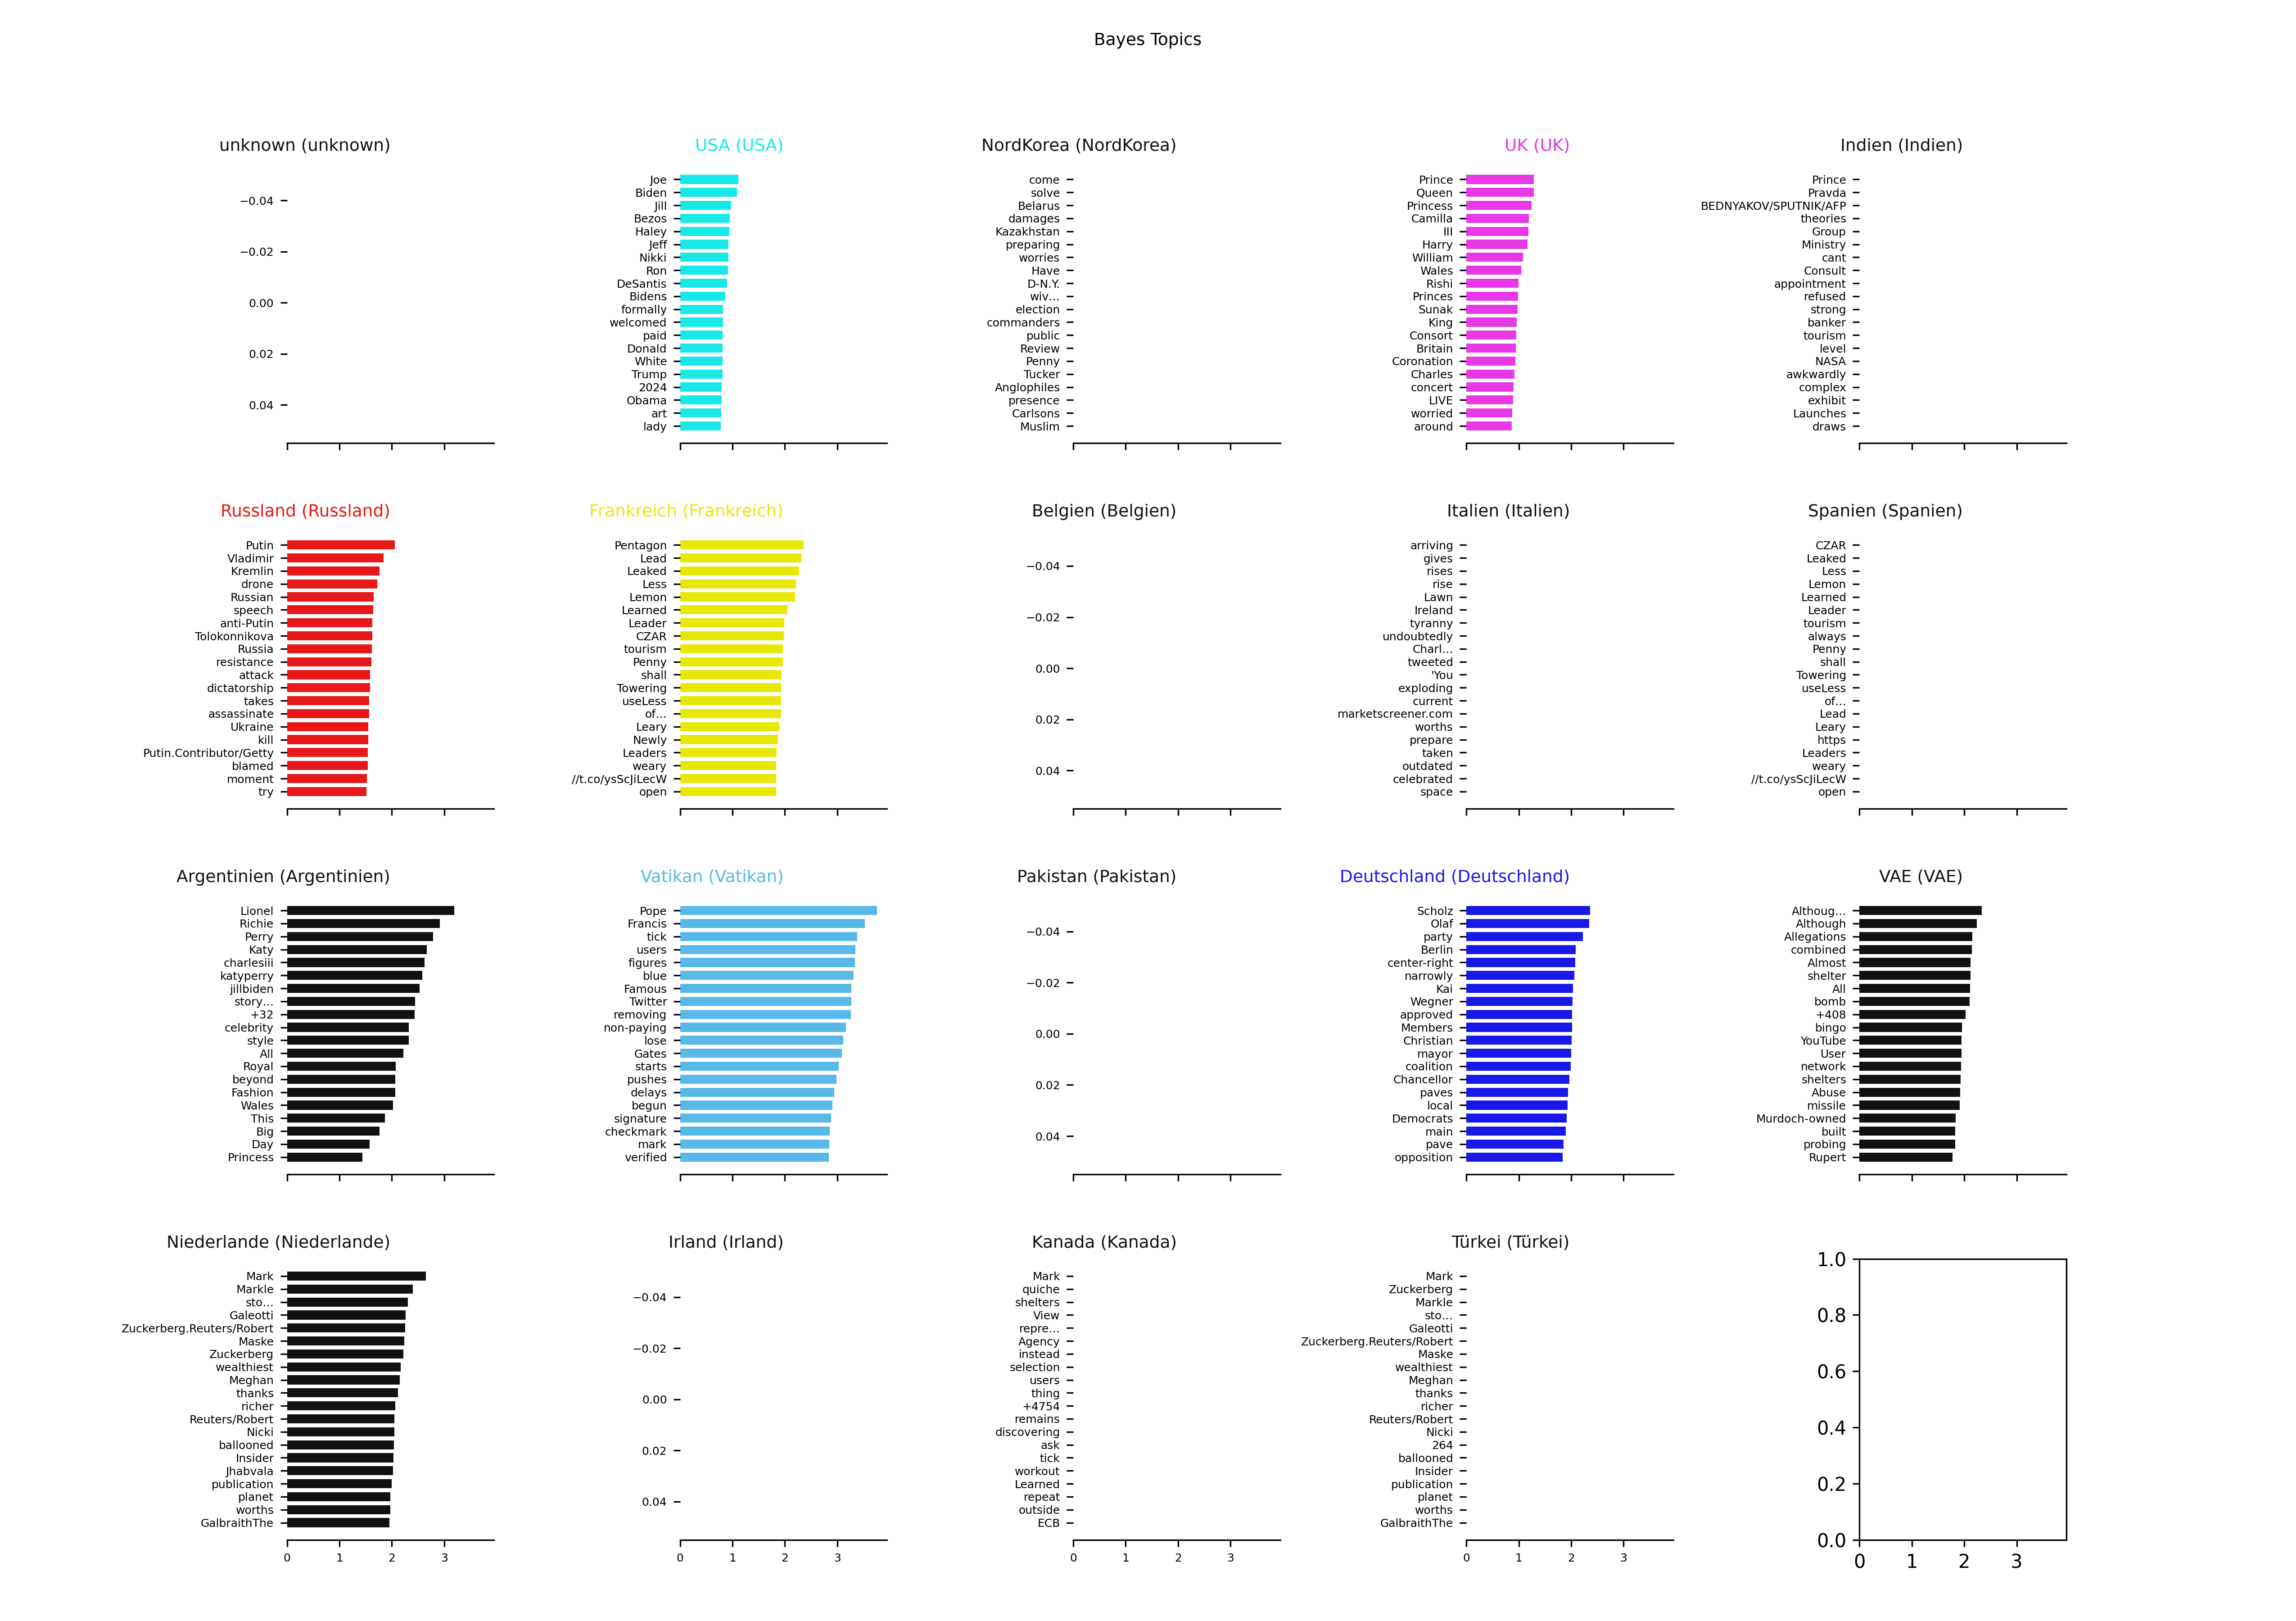 Bayes Topics
unknown (unknown)
−0.04
−0.02
0.00
0.02
0.04
USA (USA)
Joe
Biden
Jill
Bezos
Haley
Jeff
Nikki
Ron
DeSantis
Bidens
formally
welcomed
paid
Donald
White
Trump
2024
Obama
art
lady
NordKorea (NordKorea)
come
solve
Belarus
damages
Kazakhstan
preparing
worries
Have
D-N.Y.
wiv…
election
commanders
public
Review
Penny
Tucker
Anglophiles
presence
Carlsons
Muslim
UK (UK)
Prince
Queen
Princess
Camilla
III
Harry
William
Wales
Rishi
Princes
Sunak
King
Consort
Britain
Coronation
Charles
concert
LIVE
worried
around
Indien (Indien)
Prince
Pravda
BEDNYAKOV/SPUTNIK/AFP
theories
Group
Ministry
cant
Consult
appointment
refused
strong
banker
tourism
level
NASA
awkwardly
complex
exhibit
Launches
draws
Russland (Russland)
Putin
Vladimir
Kremlin
drone
Russian
speech
anti-Putin
Tolokonnikova
Russia
resistance
attack
dictatorship
takes
assassinate
Ukraine
kill
Putin.Contributor/Getty
blamed
moment
try
Frankreich (Frankreich)
Pentagon
Lead
Leaked
Less
Lemon
Learned
Leader
CZAR
tourism
Penny
shall
Towering
useLess
of…
Leary
Newly
Leaders
weary
//t.co/ysScJiLecW
open
Belgien (Belgien)
−0.04
−0.02
0.00
0.02
0.04
Italien (Italien)
arriving
gives
rises
rise
Lawn
Ireland
tyranny
undoubtedly
Charl…
tweeted
'You
exploding
current
marketscreener.com
worths
prepare
taken
outdated
celebrated
space
Spanien (Spanien)
CZAR
Leaked
Less
Lemon
Learned
Leader
tourism
always
Penny
shall
Towering
useLess
of…
Lead
Leary
https
Leaders
weary
//t.co/ysScJiLecW
open
Argentinien (Argentinien)
Lionel
Richie
Perry
Katy
charlesiii
katyperry
jillbiden
story…
+32
celebrity
style
All
Royal
beyond
Fashion
Wales
This
Big
Day
Princess
Vatikan (Vatikan)
Pope
Francis
tick
users
figures
blue
Famous
Twitter
removing
non-paying
lose
Gates
starts
pushes
delays
begun
signature
checkmark
mark
verified
Pakistan (Pakistan)
−0.04
−0.02
0.00
0.02
0.04
Deutschland (Deutschland)
Scholz
Olaf
party
Berlin
center-right
narrowly
Kai
Wegner
approved
Members
Christian
mayor
coalition
Chancellor
paves
local
Democrats
main
pave
opposition
VAE (VAE)
Althoug…
Although
Allegations
combined
Almost
shelter
All
bomb
+408
bingo
YouTube
User
network
shelters
Abuse
missile
Murdoch-owned
built
probing
Rupert
Niederlande (Niederlande)
Mark
Markle
sto…
Galeotti
Zuckerberg.Reuters/Robert
Maske
Zuckerberg
wealthiest
Meghan
thanks
richer
Reuters/Robert
Nicki
ballooned
Insider
Jhabvala
publication
planet
worths
GalbraithThe
0 1 2 3
Irland (Irland)
−0.04
−0.02
0.00
0.02
0.04
0 1 2 3
Kanada (Kanada)
Mark
quiche
shelters
View
repre…
Agency
instead
selection
users
thing
+4754
remains
discovering
ask
tick
workout
Learned
repeat
outside
ECB
0 1 2 3
Türkei (Türkei)
Mark
Zuckerberg
Markle
sto…
Galeotti
Zuckerberg.Reuters/Robert
Maske
wealthiest
Meghan
thanks
richer
Reuters/Robert
Nicki
264
ballooned
Insider
publication
planet
worths
GalbraithThe
0 1 2 3
1.0
0.8
0.6
0.4
0.2
0.0
0 1 2 3